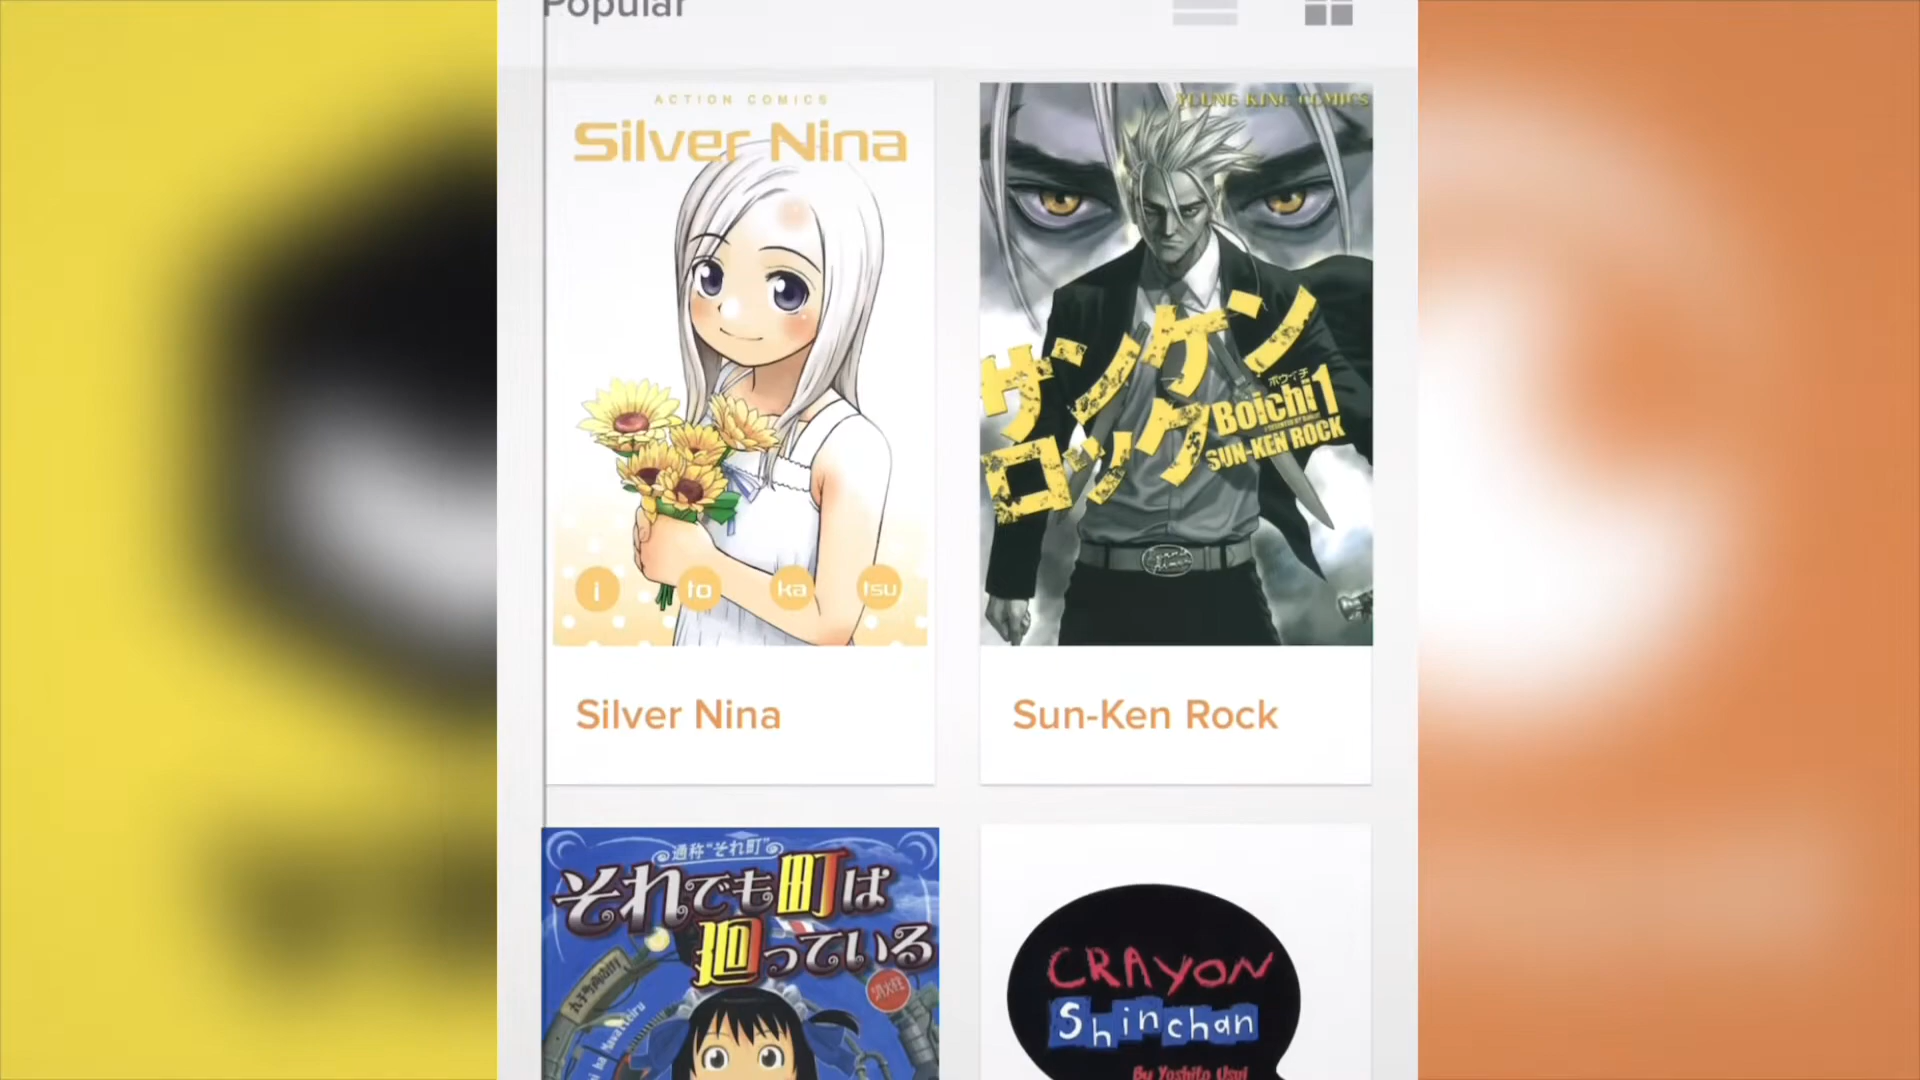 Popular
ACTION COMICS
Silver Nina
i to ka tsu
Silver Nina
YOUNG KING COMICS
サンケン
ロック
ボウイチ
Boichi 1
SUN-KEN ROCK
Sun-Ken Rock
通称“それ町”
それでも町は
廻っている
CRAYON
Shinchan
By Yoshito Usui